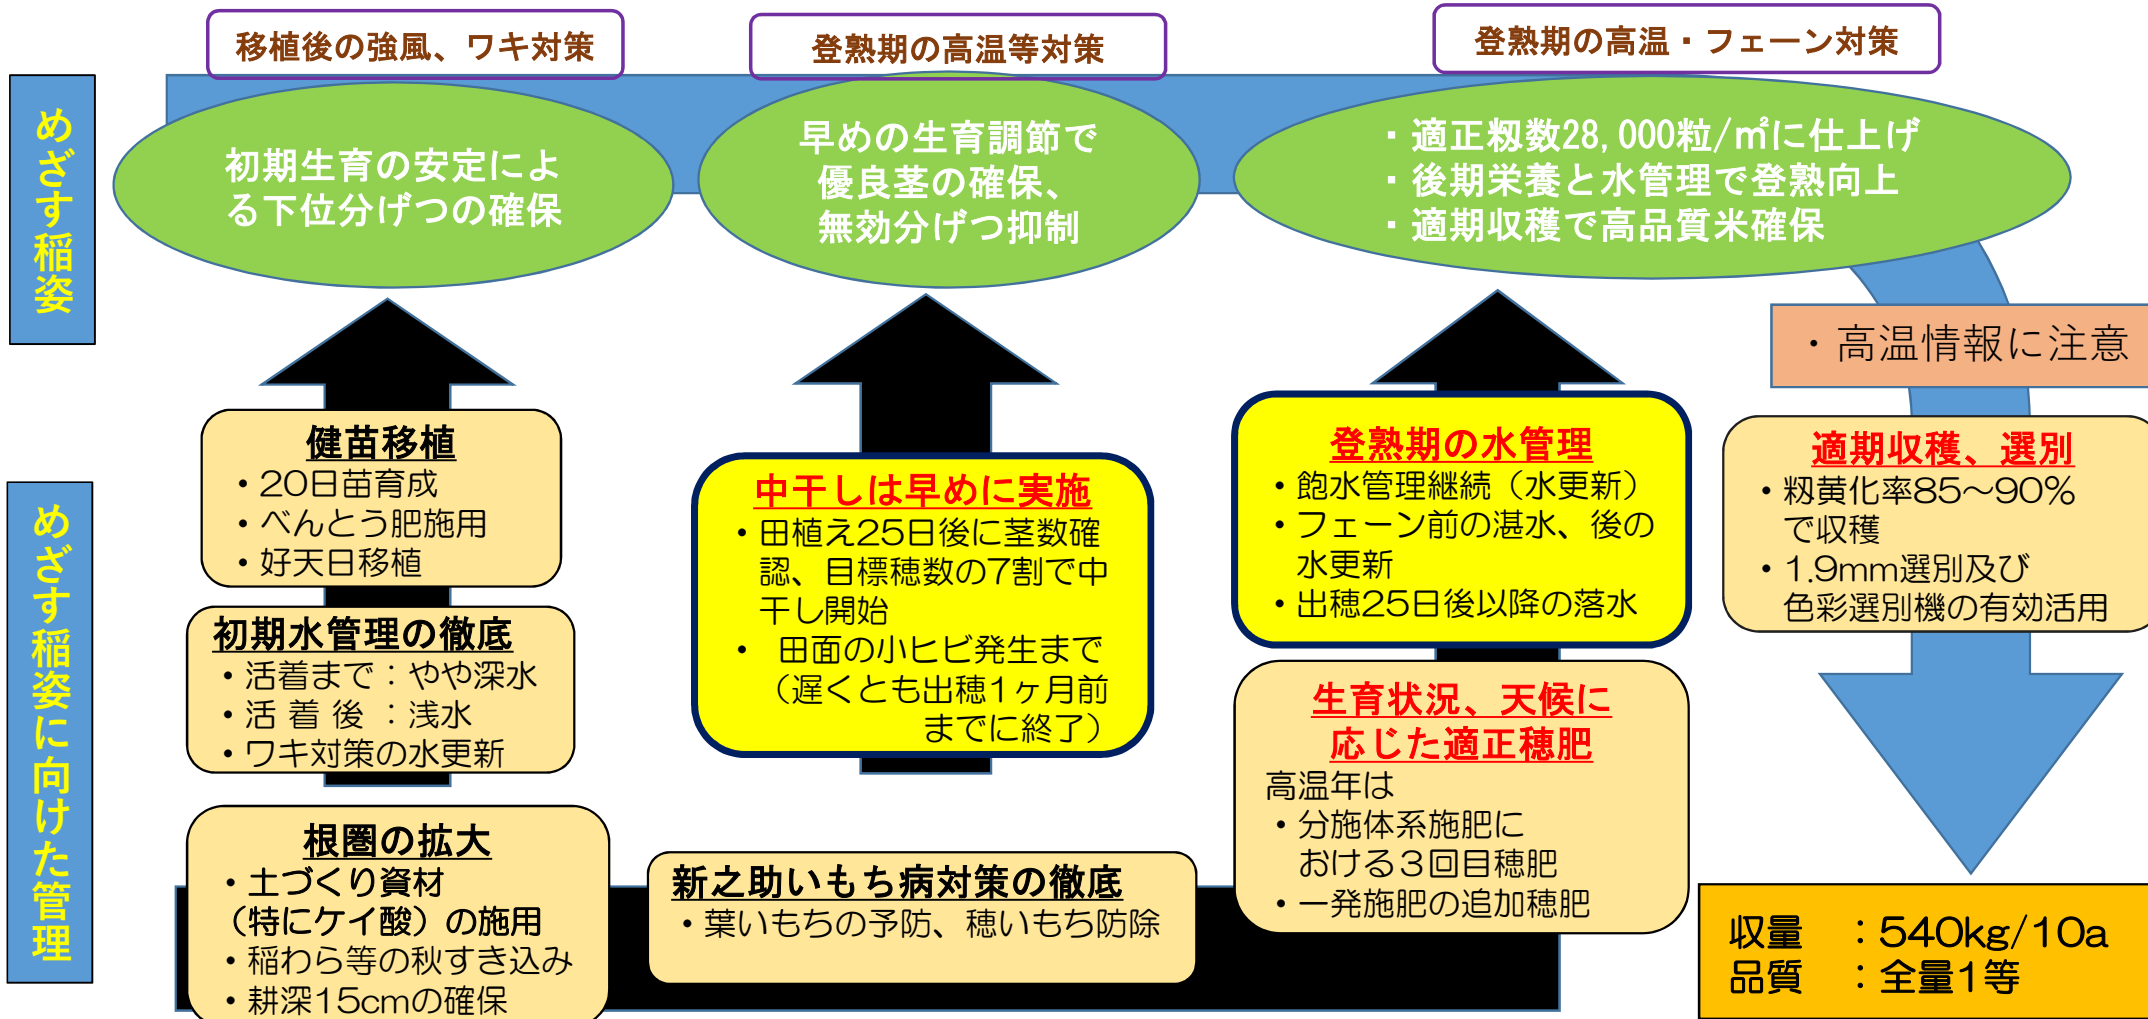 移植後の強風、ワキ対策
登熟期の高温等対策
登熟期の高温・フェーン対策
めざす稲姿
初期生育の安定によ
る下位分げつの確保
早めの生育調節で
優良茎の確保、
無効分げつ抑制
・適正籾数28,000粒/㎡に仕上げ
・後期栄養と水管理で登熟向上
・適期収穫で高品質米確保
・高温情報に注意
めざす稲姿に向けた管理
健苗移植
・20日苗育成
・べんとう肥施用
・好天日移植
初期水管理の徹底
・活着まで：やや深水
・活 着 後 ：浅水
・ワキ対策の水更新
根圏の拡大
・土づくり資材
（特にケイ酸）の施用
・稲わら等の秋すき込み
・耕深15cmの確保
中干しは早めに実施
・田植え25日後に茎数確
認、目標穂数の7割で中
干し開始
・ 田面の小ヒビ発生まで
（遅くとも出穂1ヶ月前
までに終了）
新之助いもち病対策の徹底
・葉いもちの予防、穂いもち防除
登熟期の水管理
・飽水管理継続（水更新）
・フェーン前の湛水、後の
水更新
・出穂25日後以降の落水
生育状況、天候に
応じた適正穂肥
高温年は
・分施体系施肥に
おける３回目穂肥
・一発施肥の追加穂肥
適期収穫、選別
・籾黄化率85～90%
で収穫
・1.9mm選別及び
色彩選別機の有効活用
収量 ：540kg/10a
品質 ：全量1等